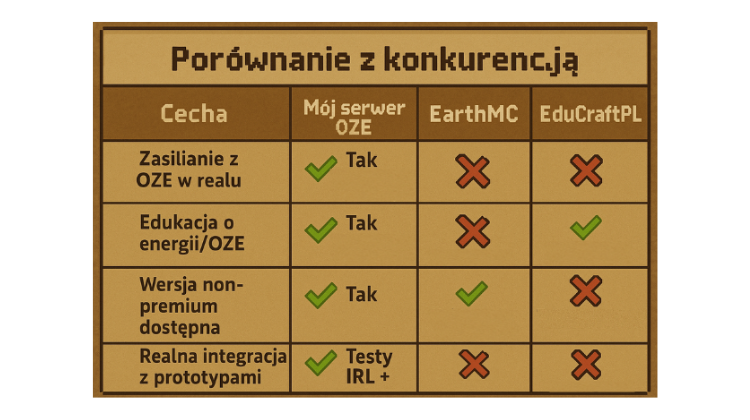 Porównanie z konkurencją
Cecha
Mój serwer
OZE
EarthMC
EduCraftPL
Zasilianie z
OZE w realu
Tak
Edukacja o
energii/OZE
Tak
Wersja non-
premium
dostępna
Tak
Realna integracja
z prototypami
Testy
IRL +